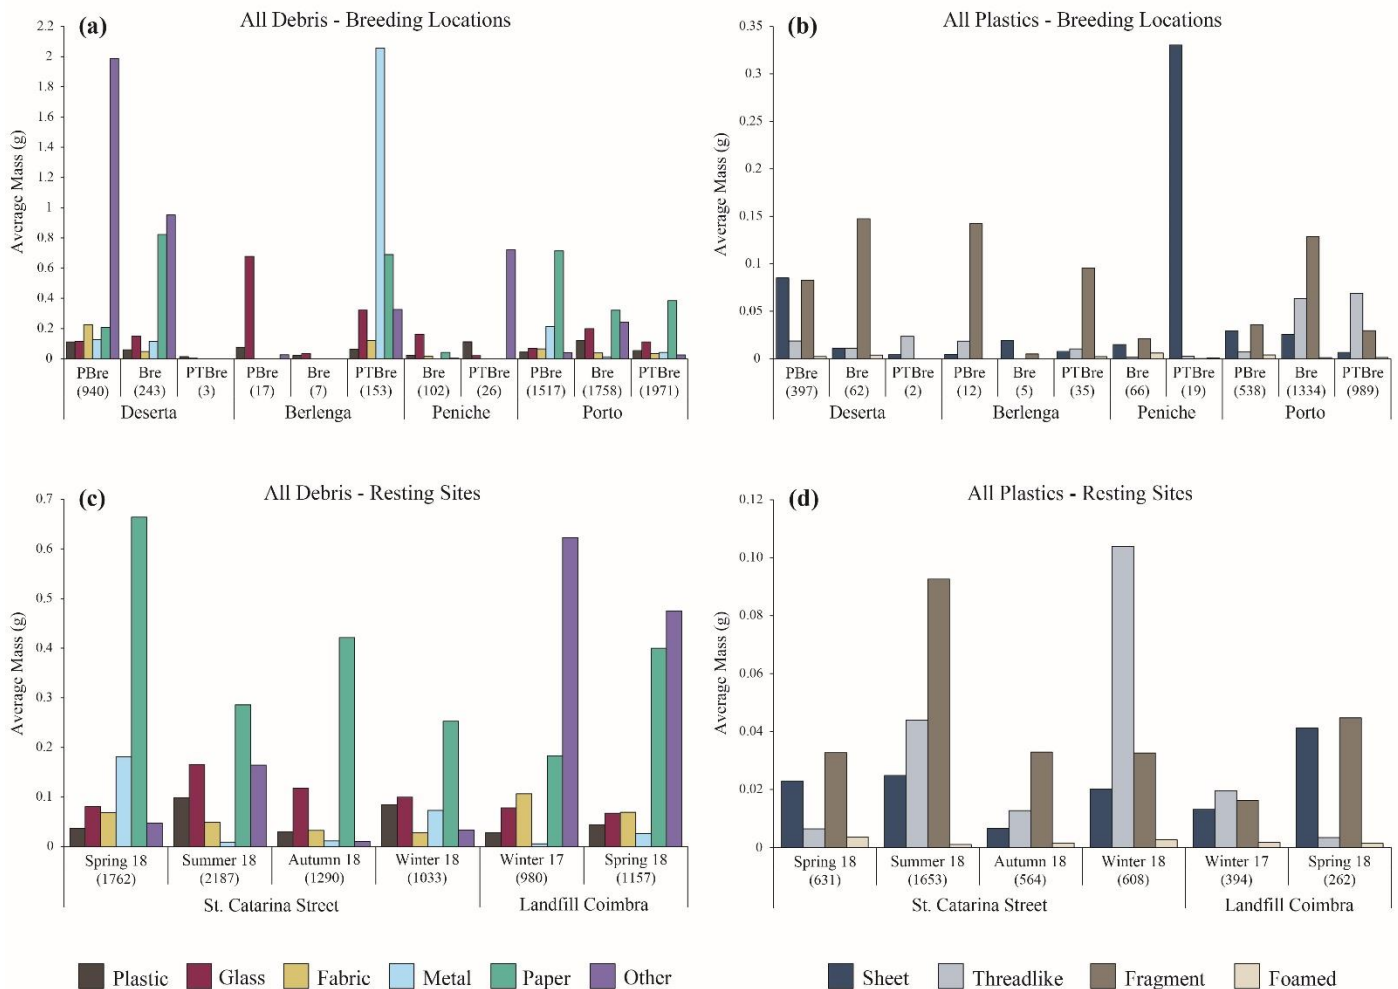 (a) All Debris - Breeding Locations
2.2
2
1.8
1.6
1.4
1.2
1
0.8
0.6
0.4
0.2
0
Average Mass (g)
PBre Bre PTBre PBre Bre PTBre Bre PTBre PBre Bre PTBre
(940) (243) (3) (17) (7) (153) (102) (26) (1517) (1758) (1971)
Deserta Berlenga Peniche Porto
(b) All Plastics - Breeding Locations
0.35
0.3
0.25
0.2
0.15
0.1
0.05
0
Average Mass (g)
PBre Bre PTBre PBre Bre PTBre Bre PTBre PBre Bre PTBre
(397) (62) (2) (12) (5) (35) (66) (19) (538) (1334) (989)
Deserta Berlenga Peniche Porto
(c) All Debris - Resting Sites
0.7
0.6
0.5
0.4
0.3
0.2
0.1
0
Average Mass (g)
Spring 18 Summer 18 Autumn 18 Winter 18 Winter 17 Spring 18
(1762) (2187) (1290) (1033) (980) (1157)
St. Catarina Street Landfill Coimbra
(d) All Plastics - Resting Sites
0.12
0.10
0.08
0.06
0.04
0.02
0
Average Mass (g)
Spring 18 Summer 18 Autumn 18 Winter 18 Winter 17 Spring 18
(631) (1653) (564) (608) (394) (262)
St. Catarina Street Landfill Coimbra
Plastic Glass Fabric Metal Paper Other
Sheet Threadlike Fragment Foamed